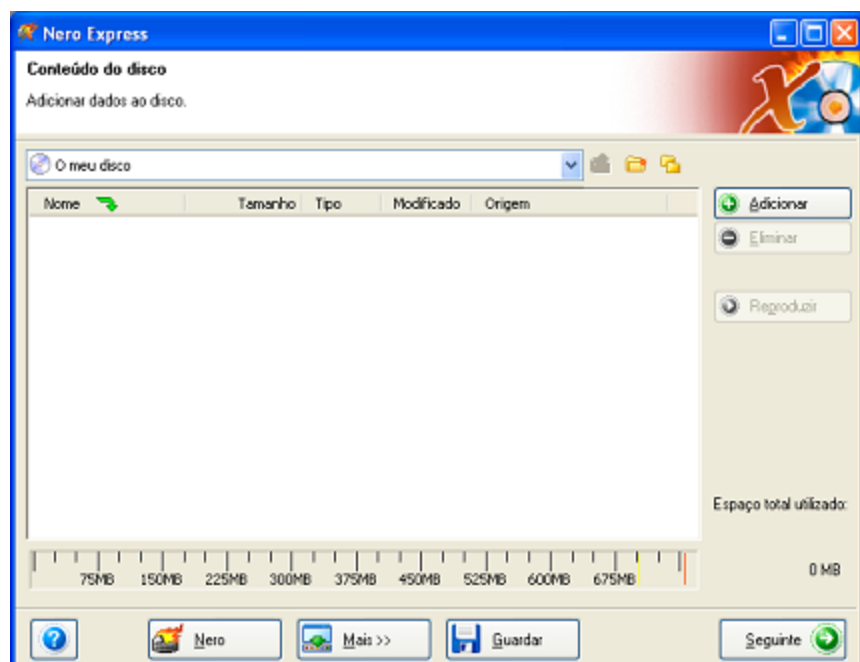 Nero Express
Conteúdo do disco
Adicionar dados ao disco.
O meu disco
Nome Tamanho Tipo Modificado Origem
Adicionar
Eliminar
Reproduzir
Espaço total utilizado:
75MB 150MB 225MB 300MB 375MB 450MB 525MB 600MB 675MB
0 MB
Nero Mais >> Guardar Seguinte